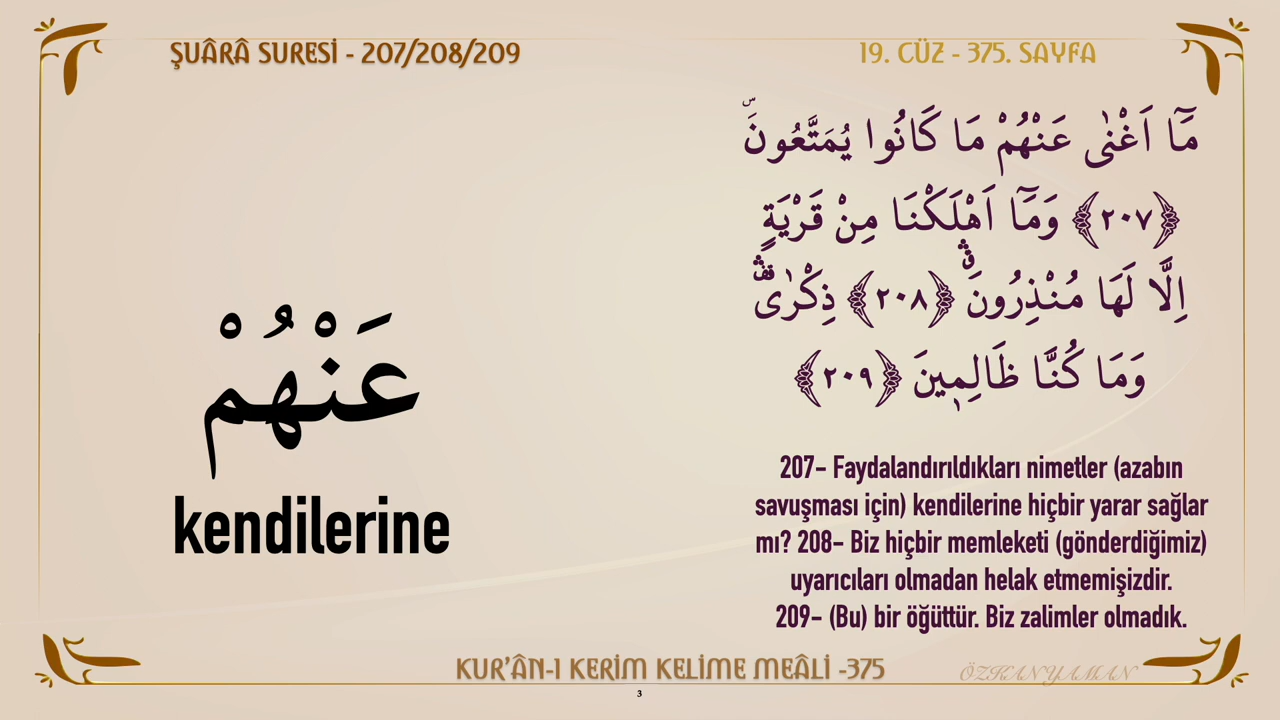 ŞUÂRÂ SURESİ - 207/208/209
19. CÜZ - 375. SAYFA
مَٓا اَغْنٰى عَنْهُمْ مَا كَانُوا يُمَتَّعُونَۜ
﴿٢٠٧﴾ وَمَٓا اَهْلَكْنَا مِنْ قَرْيَةٍ
اِلَّا لَهَا مُنْذِرُونَۗ ﴿٢٠٨﴾ ذِكْرٰىۛ
وَمَا كُنَّا ظَالِم۪ينَ ﴿٢٠٩﴾
عَنْهُمْ
kendilerine
207- Faydalandırıldıkları nimetler (azabın
savuşması için) kendilerine hiçbir yarar sağlar
mı? 208- Biz hiçbir memleketi (gönderdiğimiz)
uyarıcıları olmadan helak etmemişizdir.
209- (Bu) bir öğüttür. Biz zalimler olmadık.
KUR'ÂN-I KERİM KELİME MEÂLİ -375
ÖZKAN YAMAN
3